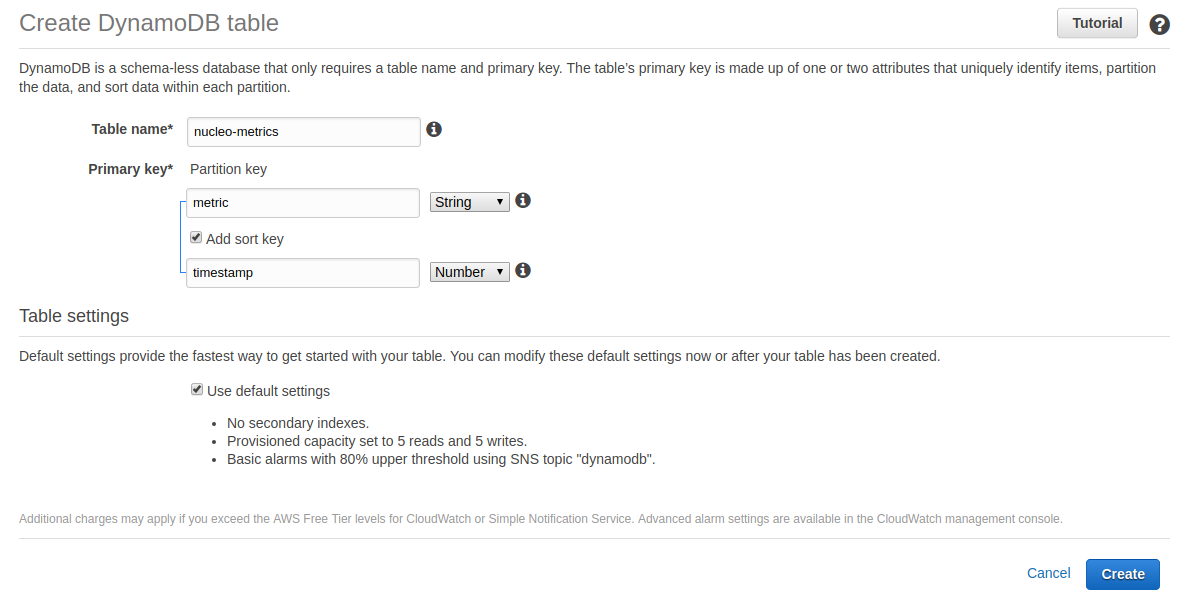 Create DynamoDB table
Tutorial
DynamoDB is a schema-less database that only requires a table name and primary key. The table's primary key is made up of one or two attributes that uniquely identify items, partition
the data, and sort data within each partition.
Table name* nucleo-metrics
Primary key* Partition key
metric String
Add sort key
timestamp Number
Table settings
Default settings provide the fastest way to get started with your table. You can modify these default settings now or after your table has been created.
Use default settings
• No secondary indexes.
• Provisioned capacity set to 5 reads and 5 writes.
• Basic alarms with 80% upper threshold using SNS topic "dynamodb".
Additional charges may apply if you exceed the AWS Free Tier levels for CloudWatch or Simple Notification Service. Advanced alarm settings are available in the CloudWatch management console.
Cancel Create